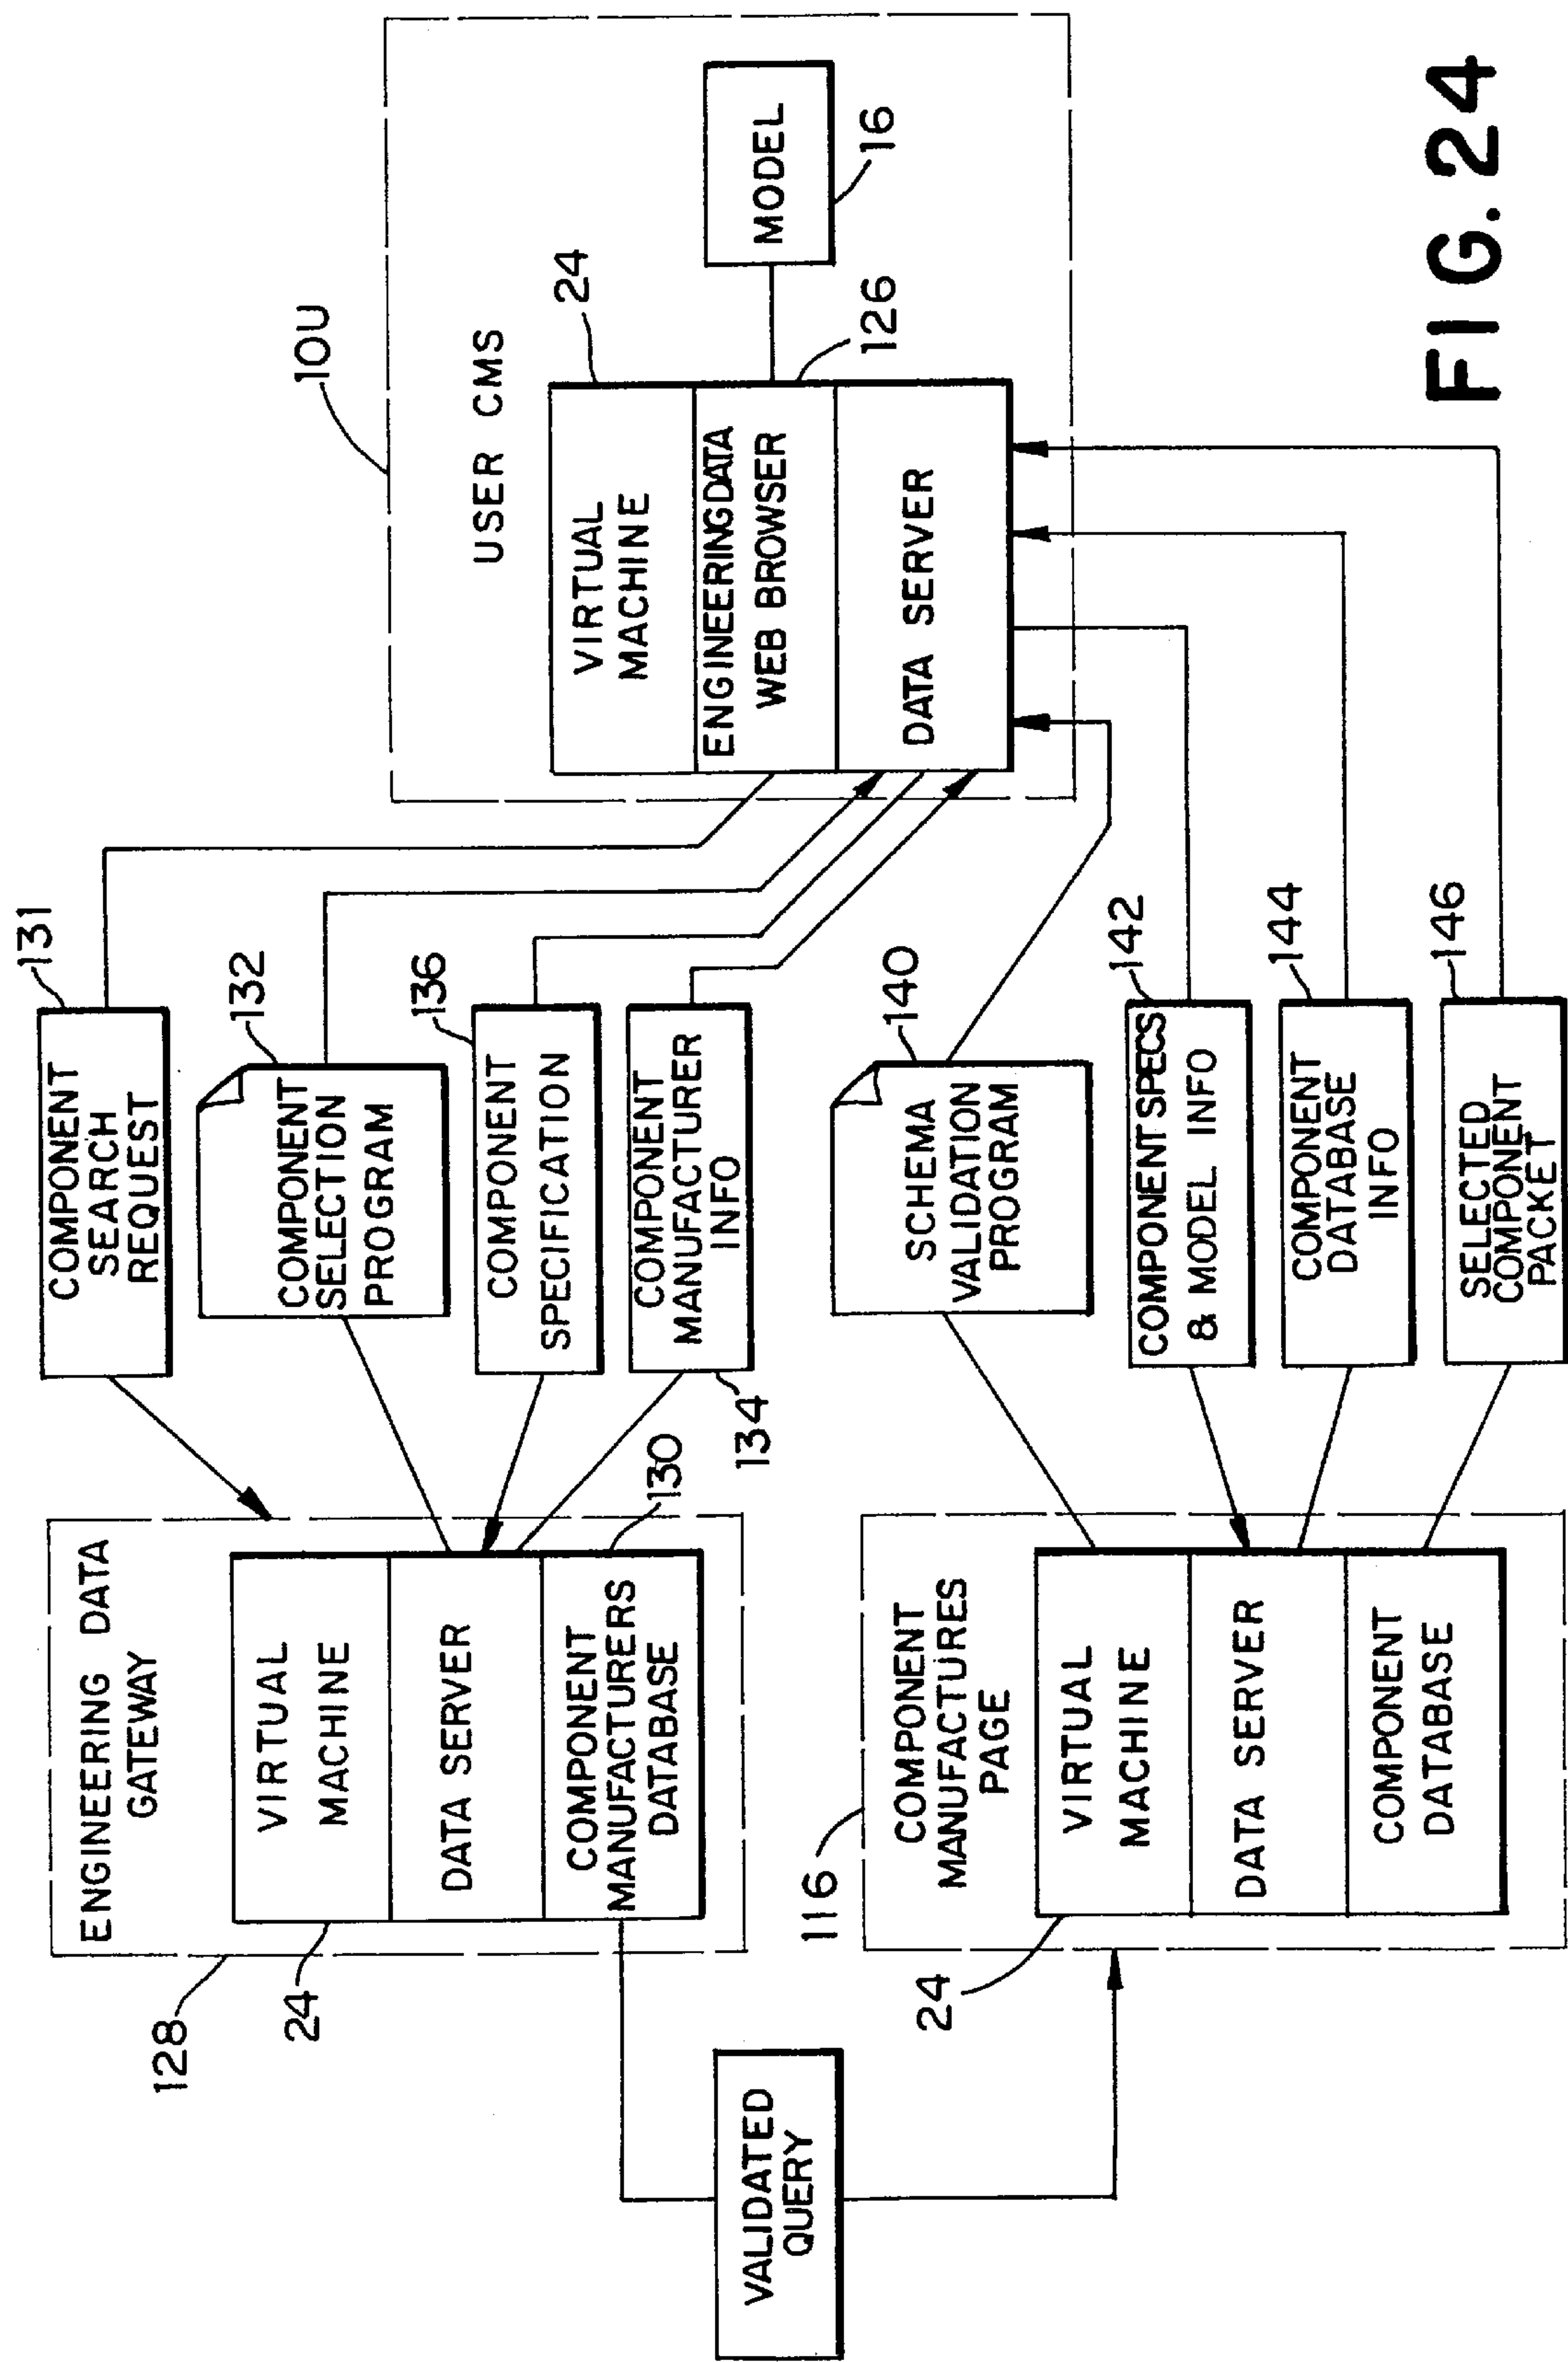 128
ENGINEERING DATA
GATEWAY
24
VIRTUAL
MACHINE
DATA SERVER
COMPONENT
MANUFACTURERS
DATABASE
130
VALIDATED
QUERY
116
COMPONENT
MANUFACTURES
PAGE
24
VIRTUAL
MACHINE
DATA SERVER
COMPONENT
DATABASE
131
COMPONENT
SEARCH
REQUEST
132
COMPONENT
SELECTION
PROGRAM
136
COMPONENT
SPECIFICATION
COMPONENT
MANUFACTURER
INFO
134
140
SCHEMA
VALIDATION
PROGRAM
142
COMPONENT SPECS
& MODEL INFO
144
COMPONENT
DATABASE
INFO
146
SELECTED
COMPONENT
PACKET
10U
USER CMS
24
VIRTUAL
MACHINE
ENGINEERING DATA
WEB BROWSER
126
DATA SERVER
MODEL
16
FIG. 24